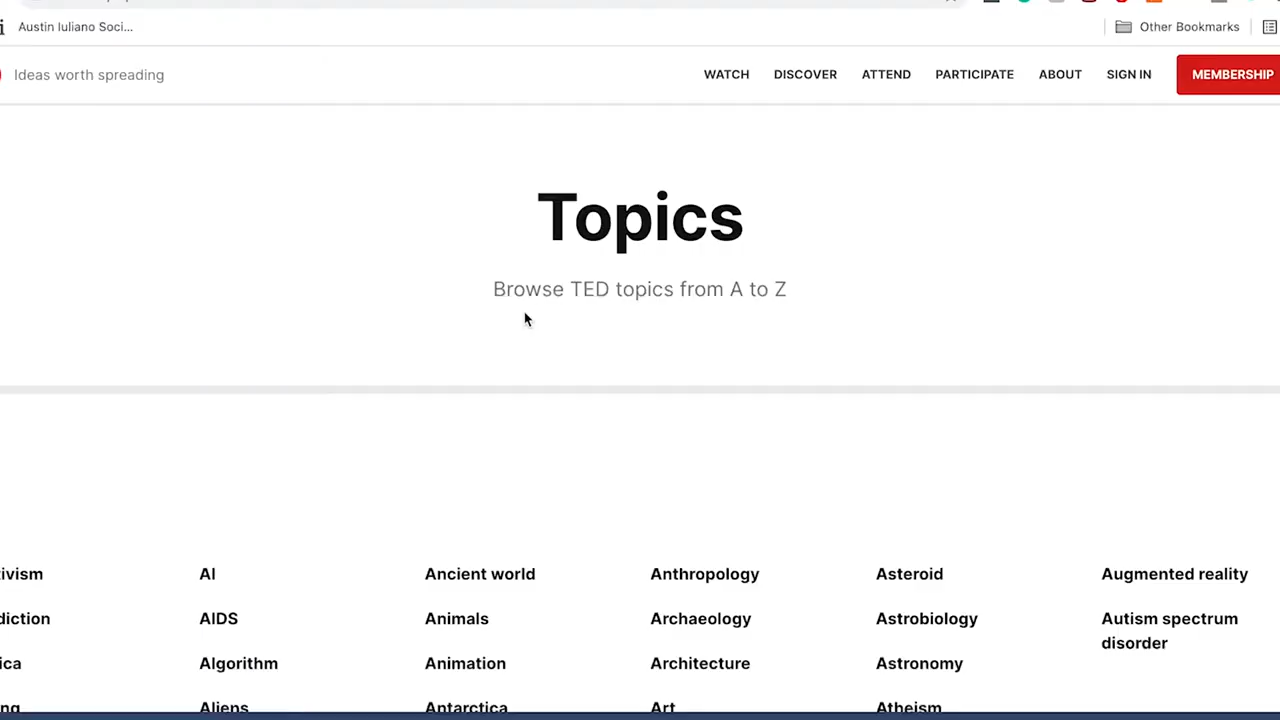 Austin Iuliano Soci...
Other Bookmarks
Ideas worth spreading
WATCH DISCOVER ATTEND PARTICIPATE ABOUT SIGN IN MEMBERSHIP
Topics
Browse TED topics from A to Z
ivism AI Ancient world Anthropology Asteroid Augmented reality
diction AIDS Animals Archaeology Astrobiology Autism spectrum
disorder
ica Algorithm Animation Architecture Astronomy
ng Aliens Antarctica Art Atheism